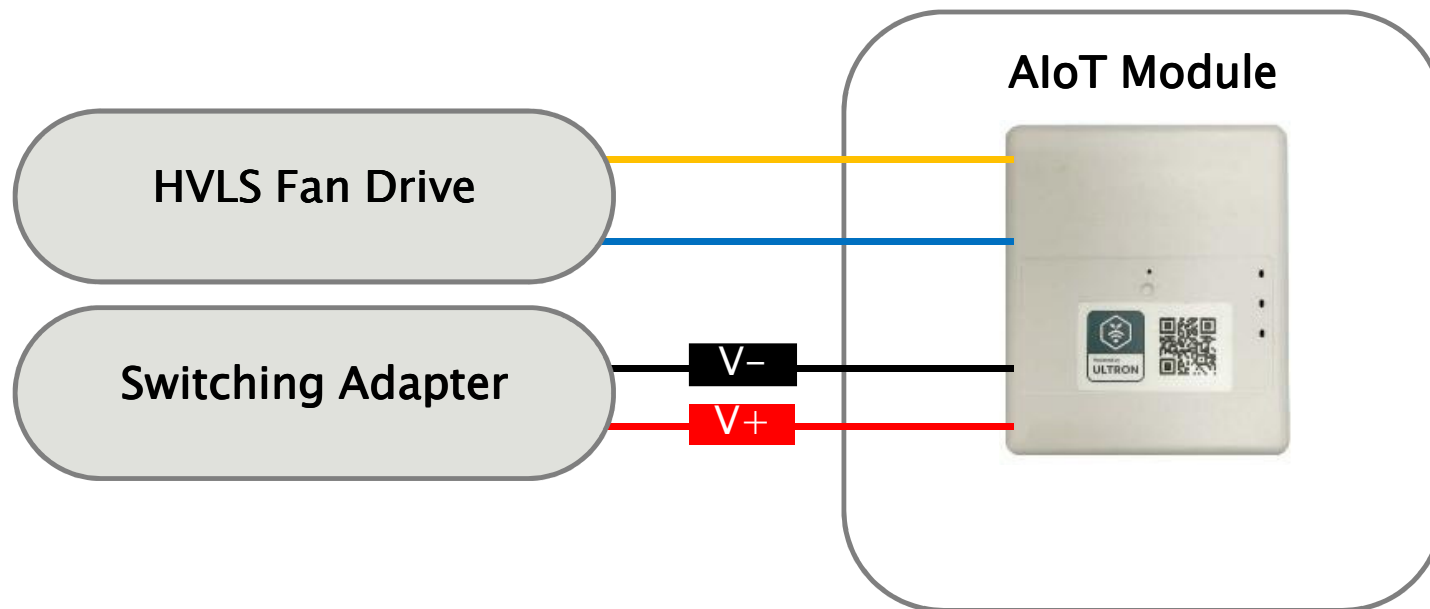 AIoT Module
HVLS Fan Drive
Switching Adapter
V-
V+
ULTRON